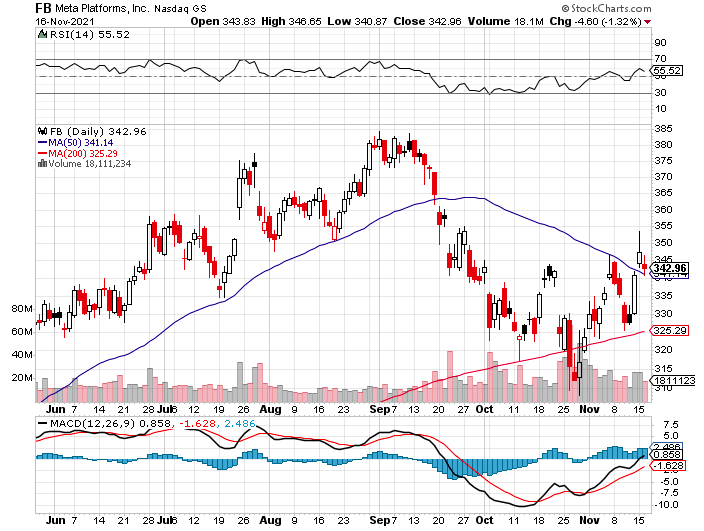 FB Meta Platforms, Inc. Nasdaq GS © StockCharts.com
16-Nov-2021 Open 343.83 High 346.65 Low 340.87 Close 342.96 Volume 18.1M Chg -4.60 (-1.32%)
RSI(14) 55.52
90
70
55.52
30
10
FB (Daily) 342.96
MA(50) 341.14
MA(200) 325.29
Volume 18,111,234
385
380
375
370
365
360
355
350
345
342.96
335
330
325.29
320
315
18111123
310
80M
60M
40M
20M
Jun 7 14 21 28 Jul 6 12 19 26 Aug 9 16 23 Sep 7 13 20 27 Oct 11 18 25 Nov 8 15
MACD(12,26,9) 0.858, -1.628, 2.486
7.5
5.0
2.486
0.858
-1.628
-5.0
-7.5
-10.0
Jun 7 14 21 28 Jul 6 12 19 26 Aug 9 16 23 Sep 7 13 20 27 Oct 11 18 25 Nov 8 15